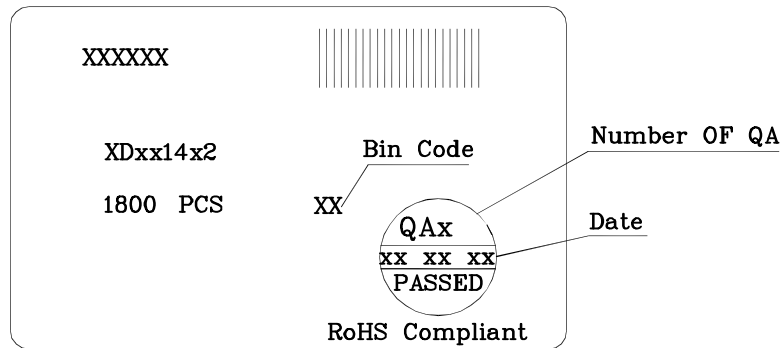 XXXXXX
XDxx14x2
Bin Code
Number OF QA
1800 PCS
XX
QAx
Date
xx xx xx
PASSED
RoHS Compliant